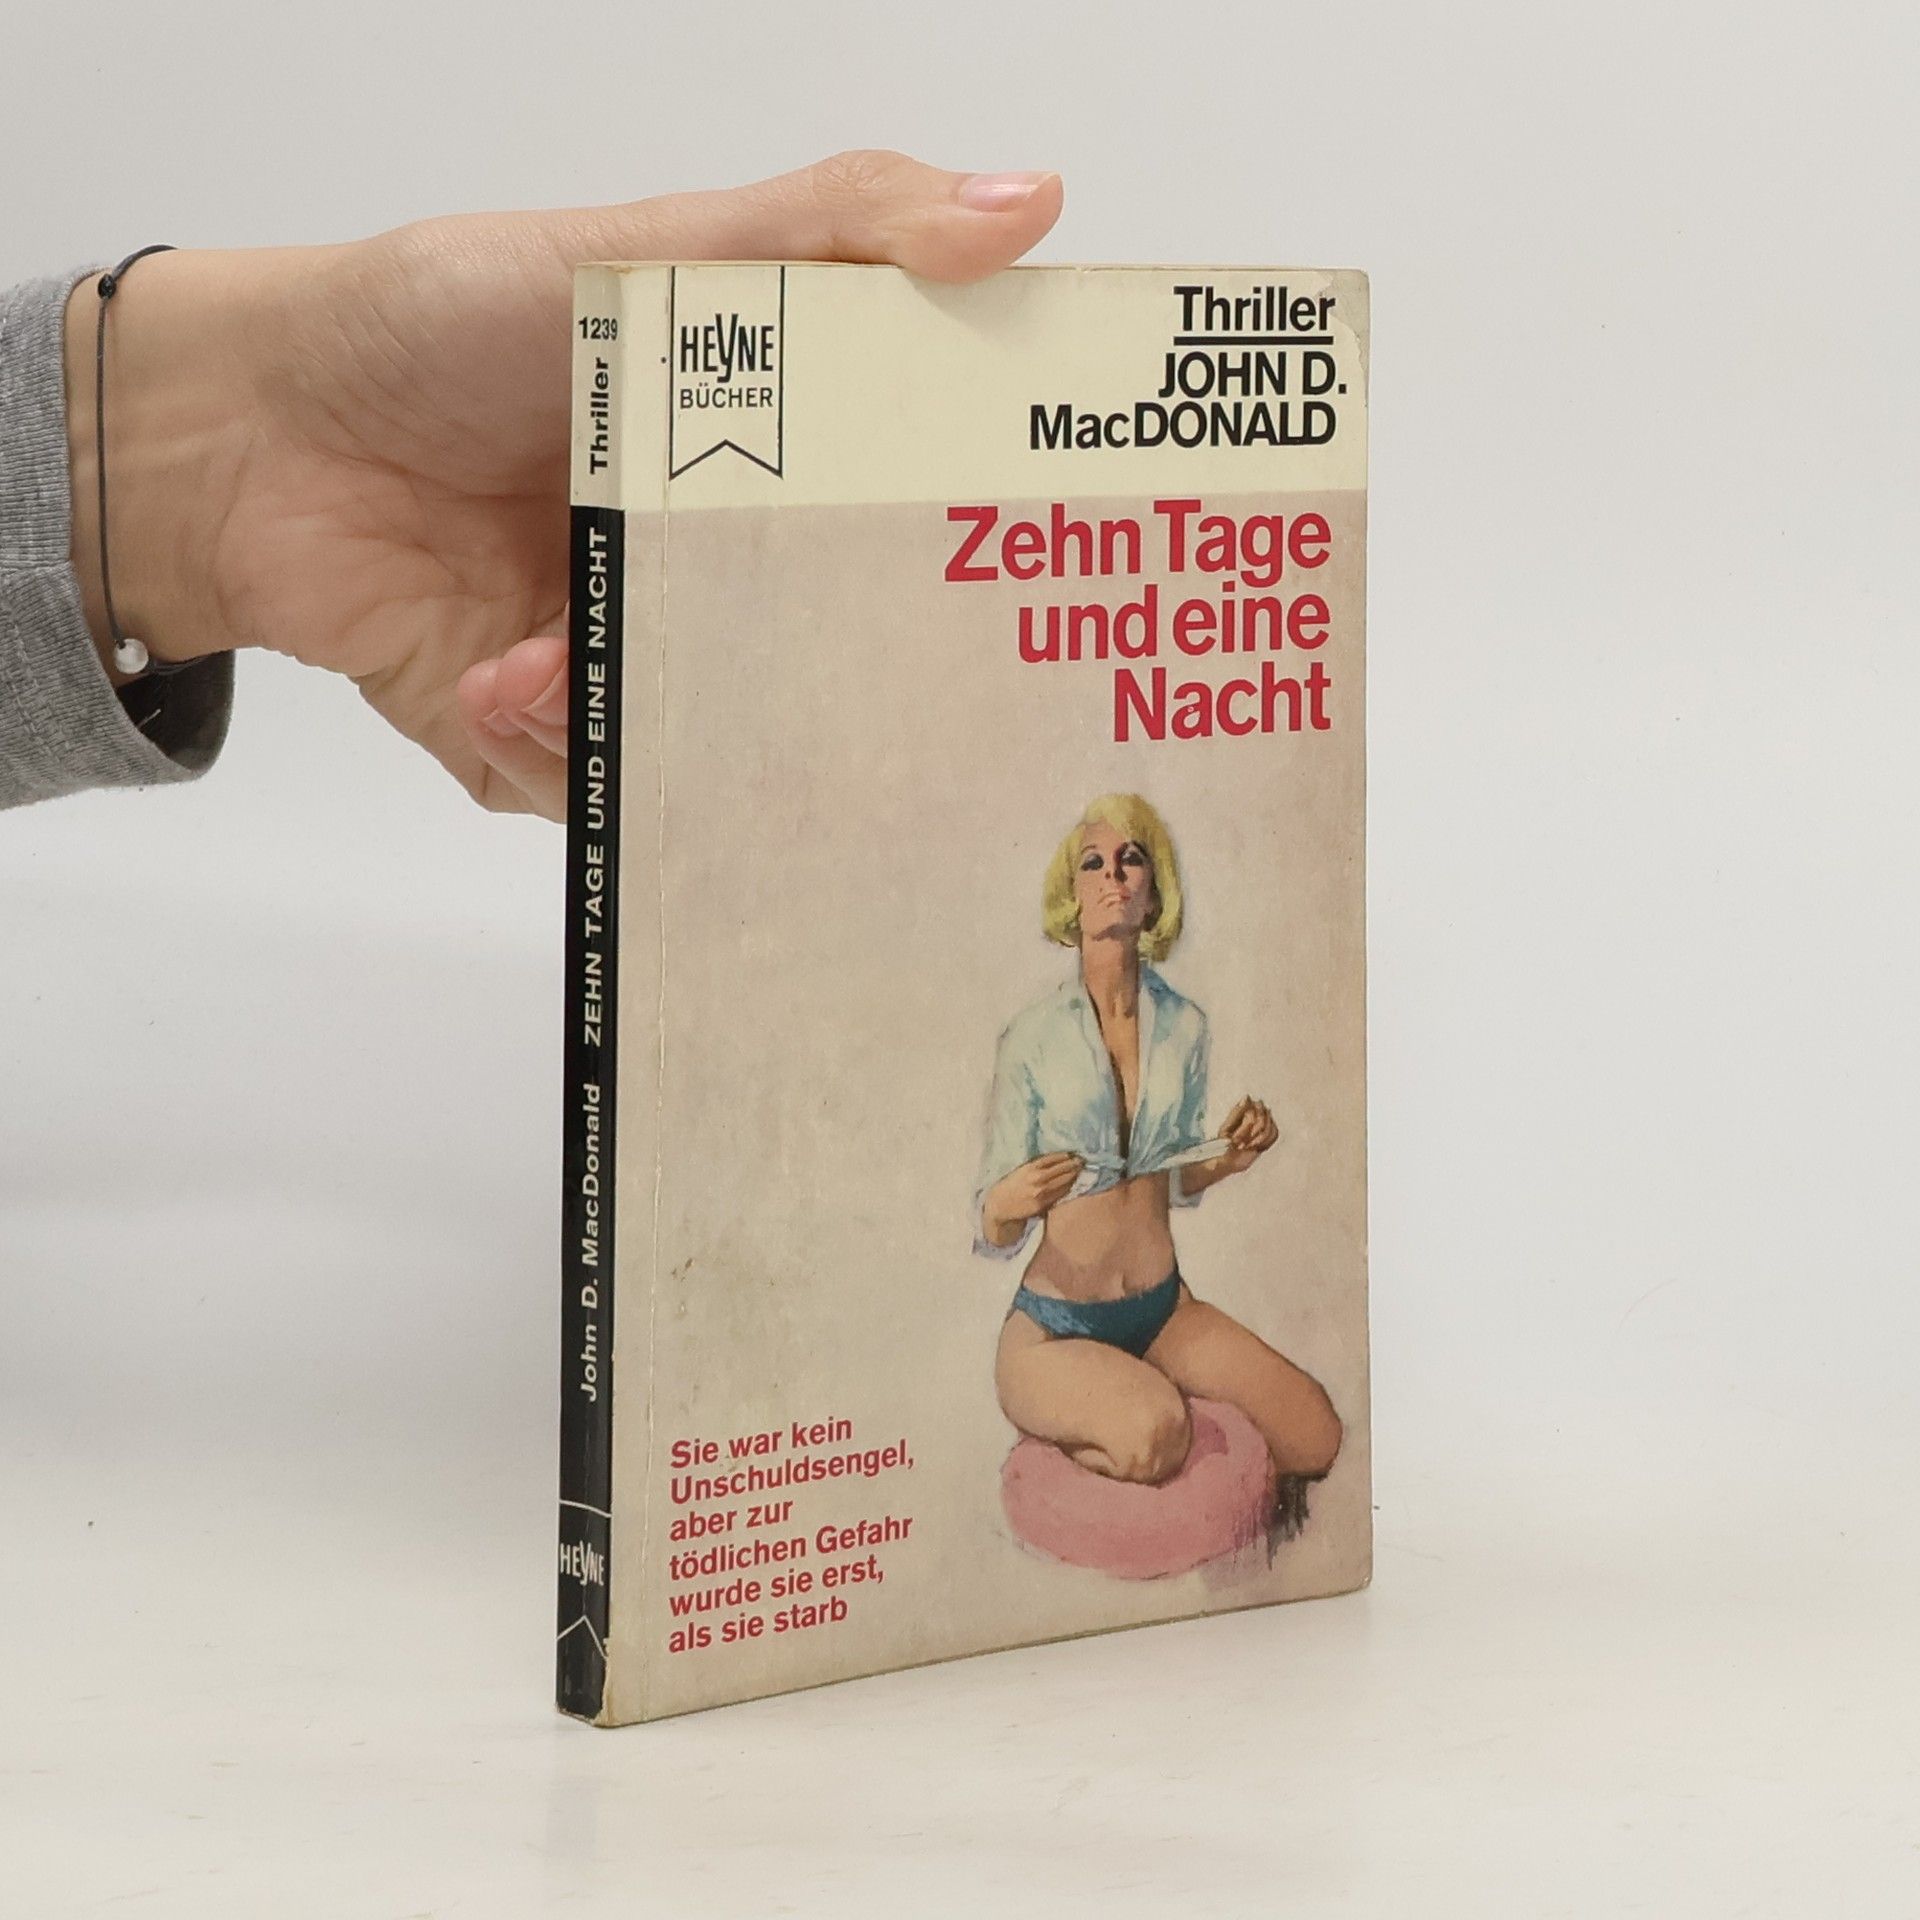 1239
Thriller
John D. MacDonald ZEHN TAGE UND EINE NACHT
HEYNE
HEYNE
BÜCHER
Thriller
JOHN D.
MacDONALD
Zehn Tage
und eine
Nacht
Sie war kein
Unschuldsengel,
aber zur
tödlichen Gefahr
wurde sie erst,
als sie starb